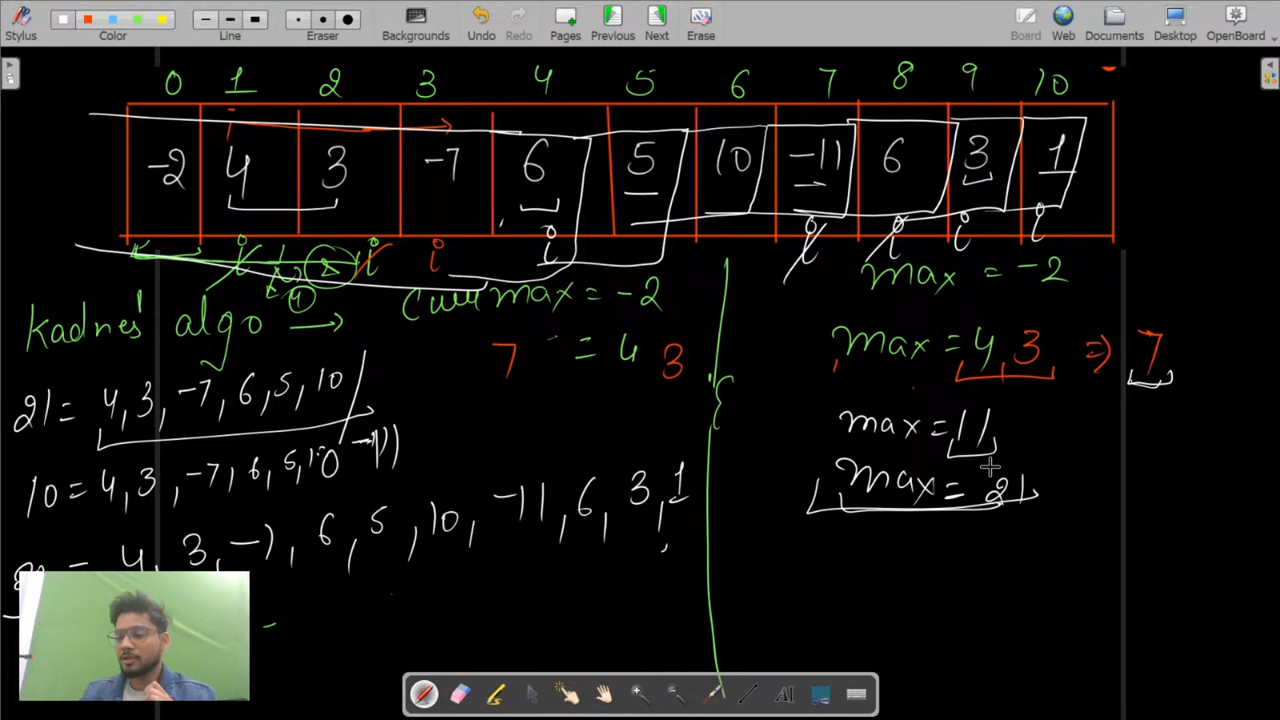 Stylus Color Line Eraser Backgrounds Undo Redo Pages Previous Next Erase Board Web Documents Desktop OpenBoard
0 1 2 3 4 5 6 7 8 9 10
-2 4 3 -7 6 5 10 -11 6 3 1
i i i i i i i i
Curr max = -2
max = -2
Kadnes' algo →
7 = 4 3
max = 4 3 => 7
21 = 4, 3, -7, 6, 5, 10
max = 11
10 = 4, 3, -7, 6, 5, 10 -11)
max = 21
4, 3, -7, 6, 5, 10, -11, 6, 3, 1